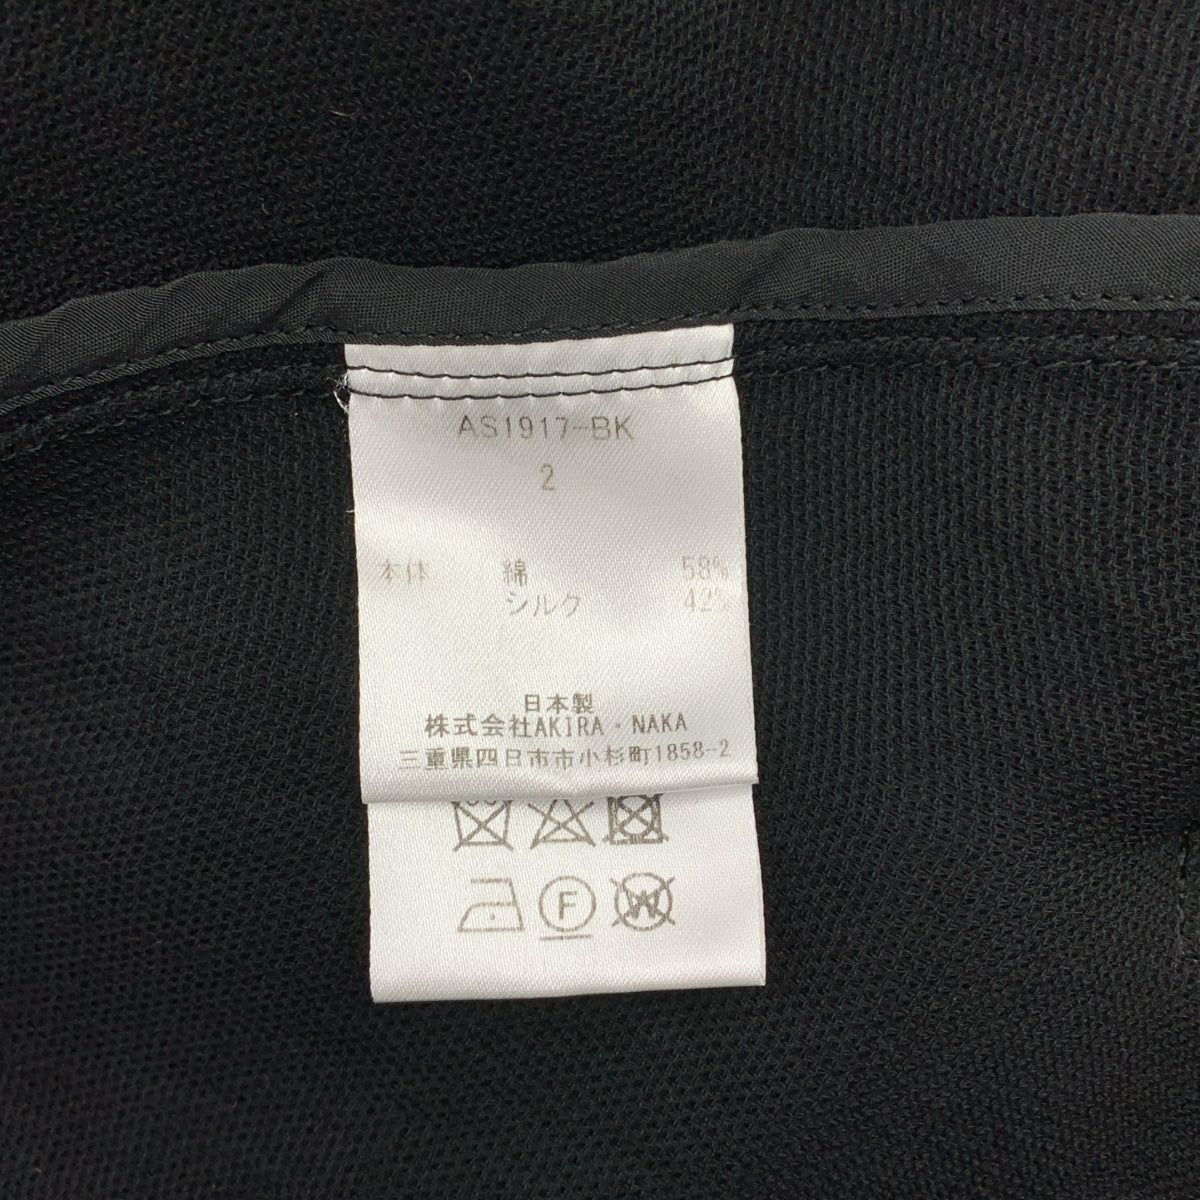 AS1917-BK
2
本体 綿 58%
シルク 42%
日本製
株式会社AKIRA・NAKA
三重県四日市市小杉町1858-2
F W